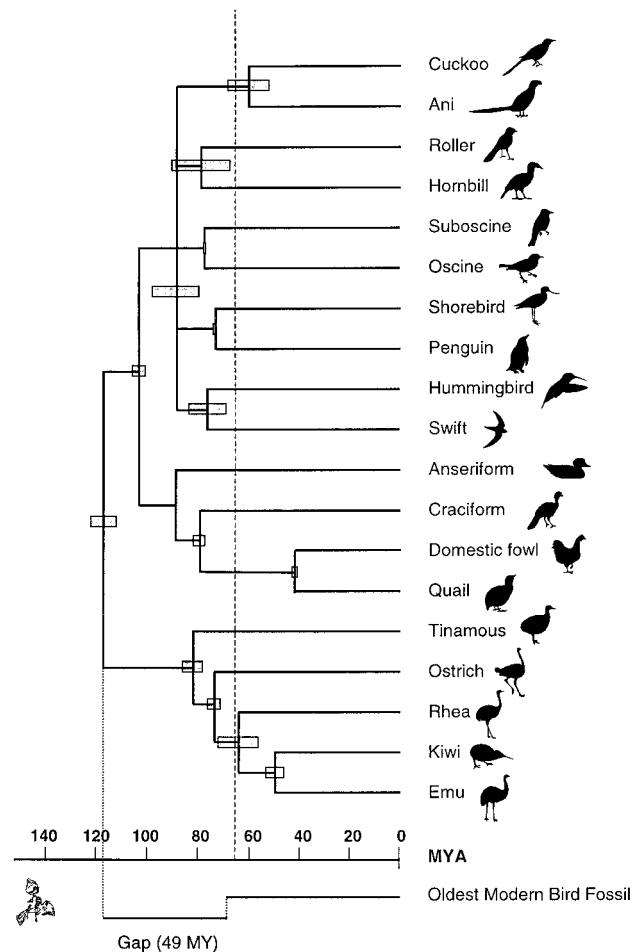 Cuckoo
Ani
Roller
Hornbill
Suboscine
Oscine
Shorebird
Penguin
Hummingbird
Swift
Anseriform
Craciform
Domestic fowl
Quail
Tinamous
Ostrich
Rhea
Kiwi
Emu
140 120 100 80 60 40 20 0 MYA
Oldest Modern Bird Fossil
Gap (49 MY)